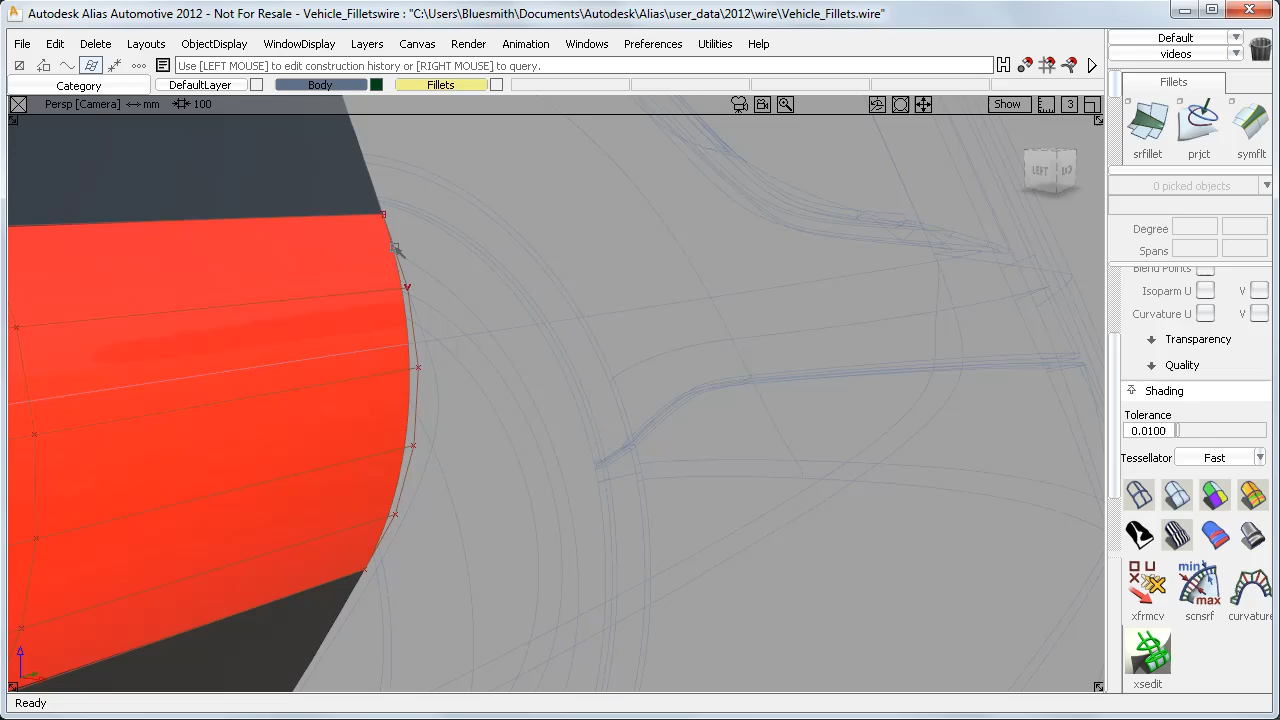 Autodesk Alias Automotive 2012 - Not For Resale - Vehicle_Filletswire : "C:\Users\Bluesmith\Documents\Autodesk\Alias\user_data\2012\wire\Vehicle_Fillets.wire"
File Edit Delete Layouts ObjectDisplay WindowDisplay Layers Canvas Render Animation Windows Preferences Utilities Help
Use [LEFT MOUSE] to edit construction history or [RIGHT MOUSE] to query.
Category DefaultLayer Body Fillets
Persp [Camera] mm 100 Show 3
Default
videos
Fillets
srfillet prjct symflt
0 picked objects
Degree
Spans
Blend Points
Isoparm U V
Curvature U V
Transparency
Quality
Shading
Tolerance
0.0100
Tessellator Fast
min
max
xfrmcv scnsrf curvature
xsedit
LEFT
Ready